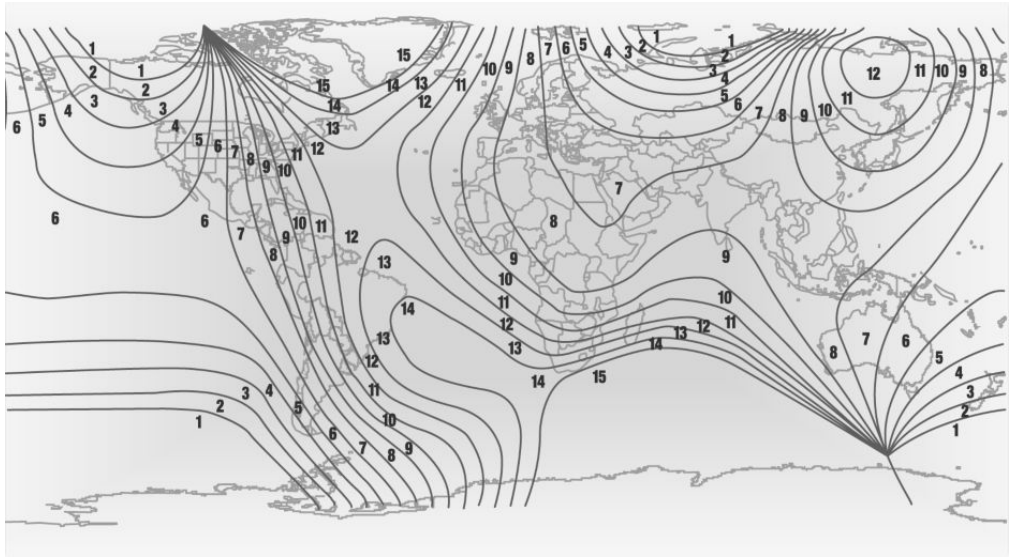 1 1 15 5 1 1 7 6 2 2 8
2 2 15 14 13 11 10 9 8 3 3 12 11 10 9 8
3 3 14 12 4 11
4 4 13 5 6 7 8 9 10
6 5 5 6 7 8 9 10 11 12
6 6 7 8 9 10 11 12 7 8
13 9 9
14 10 10
11 12 13 11 12 13 14 8 7 6 5
13 12 14 15 4
3 4 5 11 3
2 10 2
1 6 7 8 9 1